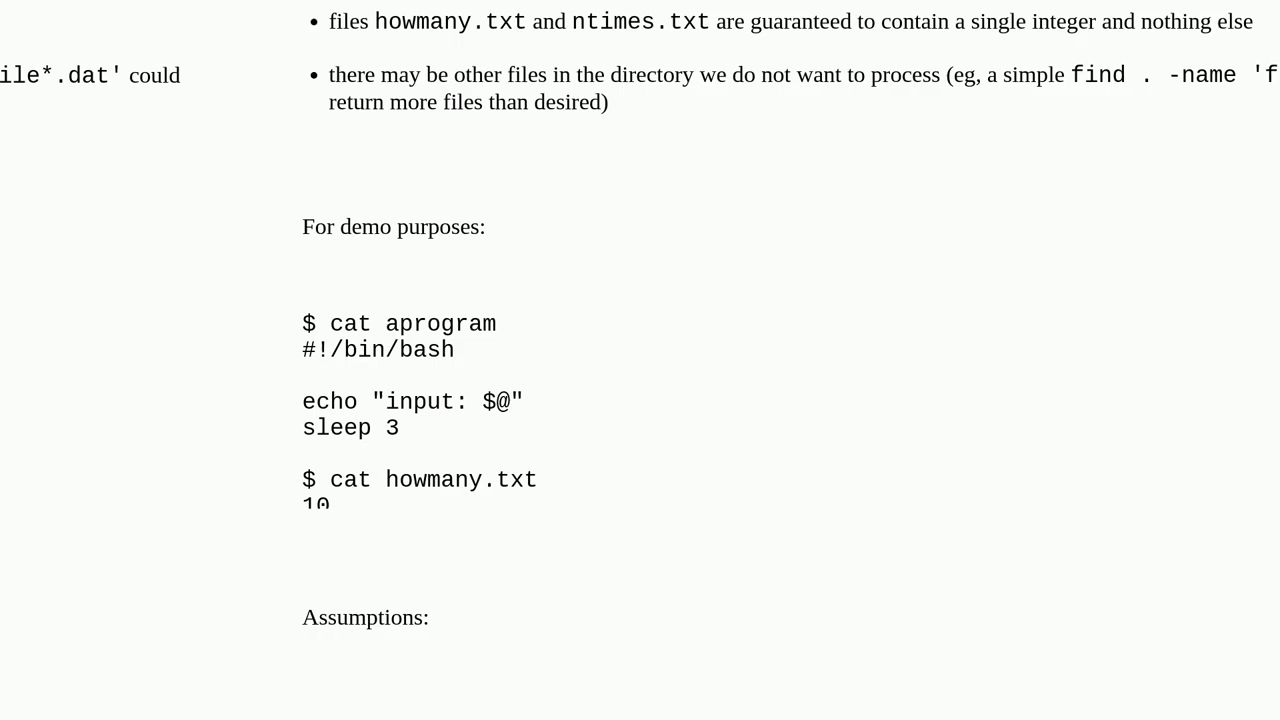 • files howmany.txt and ntimes.txt are guaranteed to contain a single integer and nothing else
• there may be other files in the directory we do not want to process (eg, a simple find . -name 'f
ile*.dat' could
return more files than desired)
For demo purposes:
$ cat aprogram
#!/bin/bash
echo "input: $@"
sleep 3
$ cat howmany.txt
10
Assumptions: